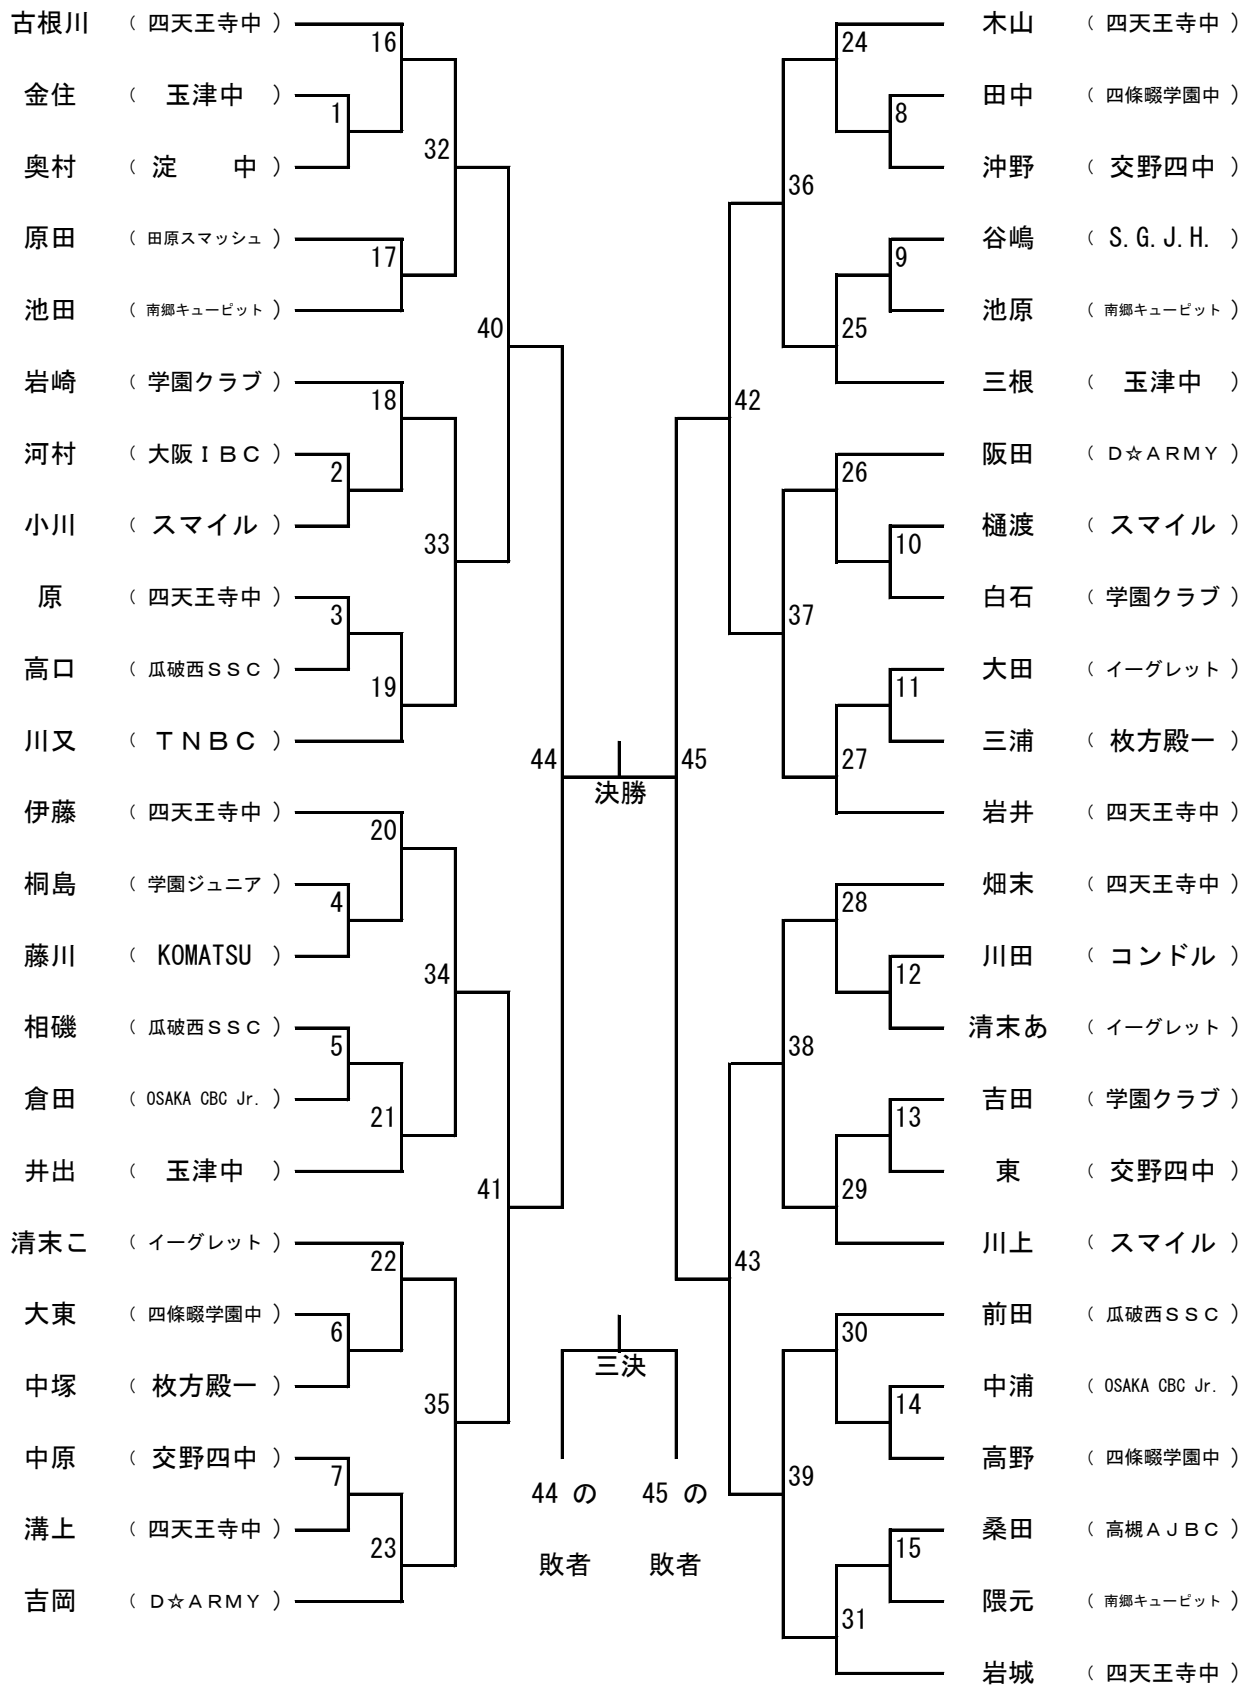 古根川 （ 四天王寺中 ）
16
金住 （ 玉津中 ）
1
奥村 （ 淀 中 ）
32
原田 （ 田原スマッシュ ）
17
池田 （ 南郷キューピット ）
40
岩崎 （ 学園クラブ ）
18
河村 （ 大阪ＩＢＣ ）
2
小川 （ スマイル ）
33
原 （ 四天王寺中 ）
3
高口 （ 瓜破西ＳＳＣ ）
19
川又 （ ＴＮＢＣ ）
44
伊藤 （ 四天王寺中 ）
20
桐島 （ 学園ジュニア ）
4
藤川 （ KOMATSU ）
34
相磯 （ 瓜破西ＳＳＣ ）
5
倉田 （ OSAKA CBC Jr. ）
21
井出 （ 玉津中 ）
41
清末こ （ イーグレット ）
22
大東 （ 四條畷学園中 ）
6
中塚 （ 枚方殿一 ）
35
中原 （ 交野四中 ）
7
溝上 （ 四天王寺中 ）
23
吉岡 （ Ｄ☆ＡＲＭＹ ）
決勝
三決
44 の 45 の
敗者 敗者
木山 （ 四天王寺中 ）
24
田中 （ 四條畷学園中 ）
8
沖野 （ 交野四中 ）
36
谷嶋 （ S.G.J.H. ）
9
池原 （ 南郷キューピット ）
25
三根 （ 玉津中 ）
42
阪田 （ Ｄ☆ＡＲＭＹ ）
26
樋渡 （ スマイル ）
10
白石 （ 学園クラブ ）
37
大田 （ イーグレット ）
11
三浦 （ 枚方殿一 ）
27
45
岩井 （ 四天王寺中 ）
畑末 （ 四天王寺中 ）
28
川田 （ コンドル ）
12
清末あ （ イーグレット ）
38
吉田 （ 学園クラブ ）
13
東 （ 交野四中 ）
29
川上 （ スマイル ）
43
前田 （ 瓜破西ＳＳＣ ）
30
中浦 （ OSAKA CBC Jr. ）
14
高野 （ 四條畷学園中 ）
39
桑田 （ 高槻ＡＪＢＣ ）
15
隈元 （ 南郷キューピット ）
31
岩城 （ 四天王寺中 ）